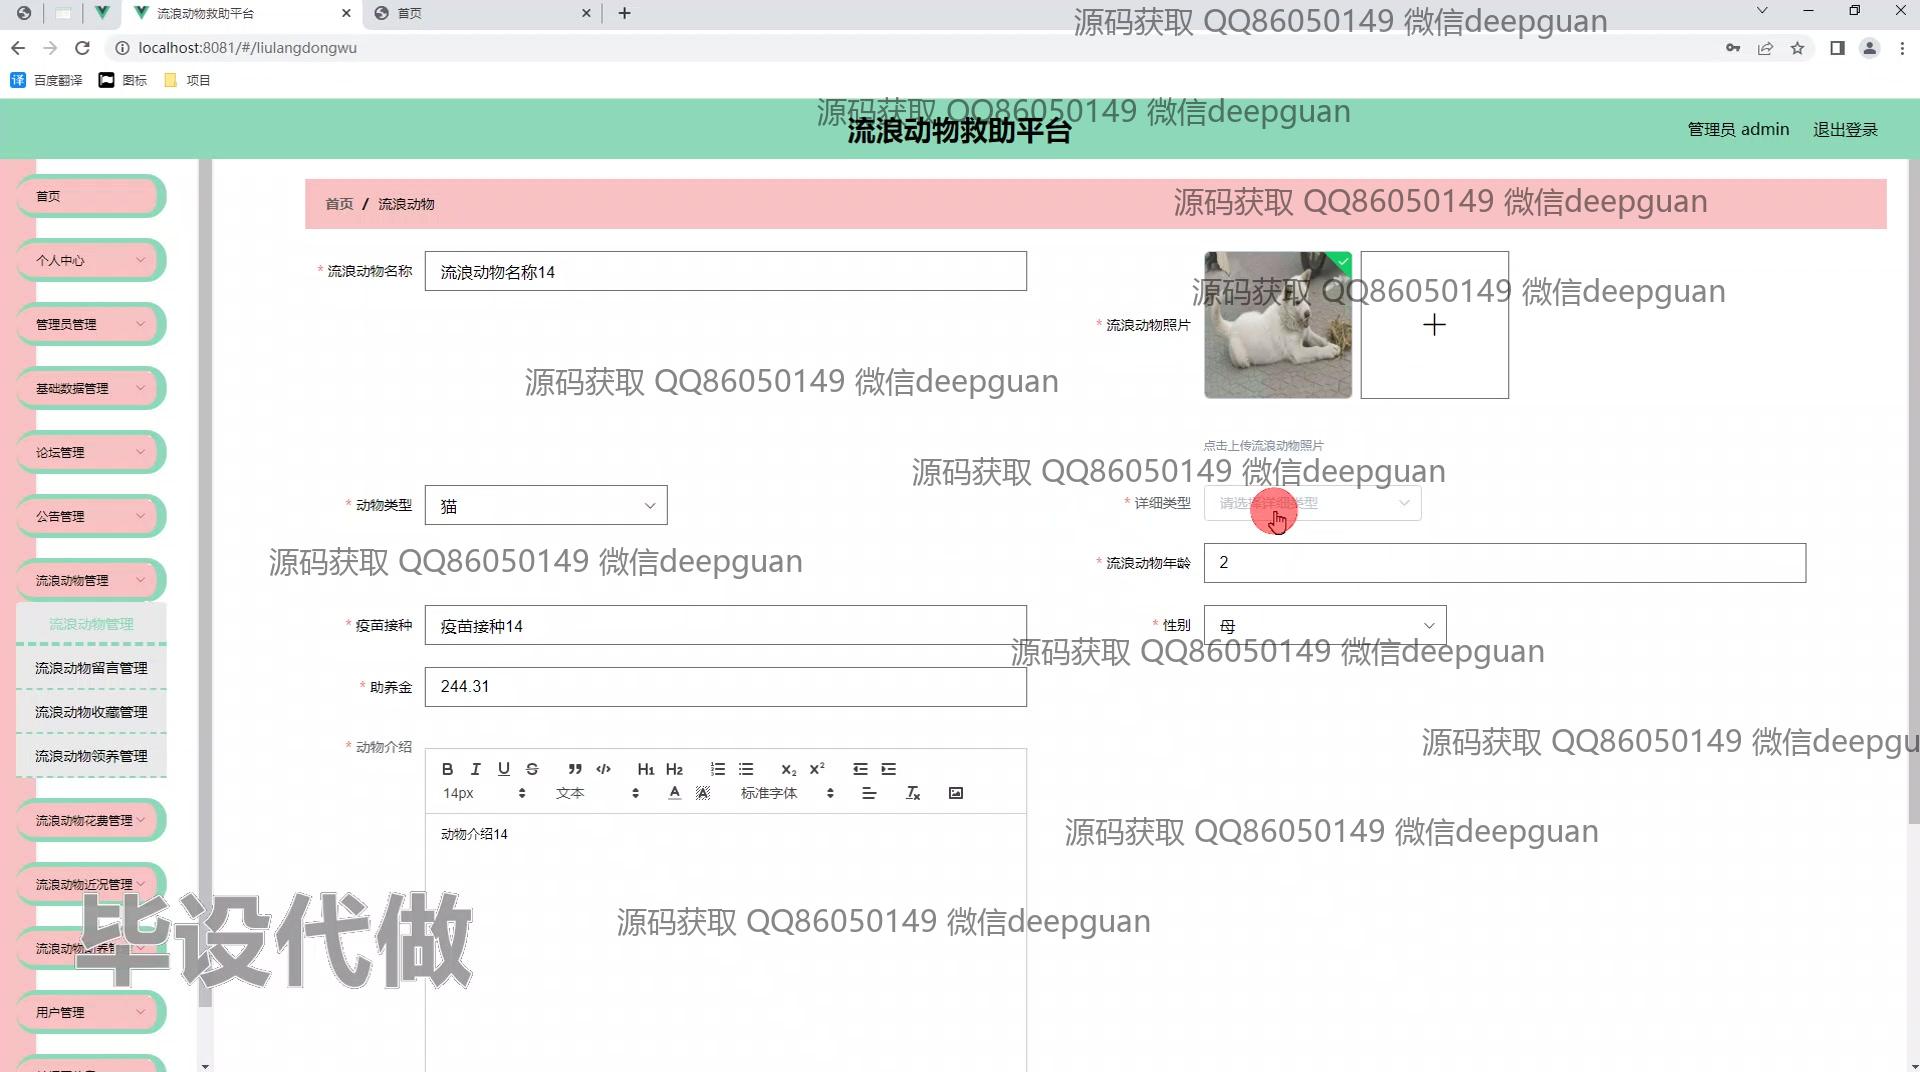 流浪动物救助平台
首页
源码获取 QQ86050149 微信deepguan
localhost:8081/#/liulangdongwu
百度翻译
图标
项目
源码获取 QQ86050149 微信deepguan
流浪动物救助平台
管理员 admin
退出登录
首页
个人中心
管理员管理
基础数据管理
论坛管理
公告管理
流浪动物管理
流浪动物管理
流浪动物留言管理
流浪动物收藏管理
流浪动物领养管理
流浪动物花费管理
流浪动物近况管理
用户管理
首页 / 流浪动物
源码获取 QQ86050149 微信deepguan
* 流浪动物名称
流浪动物名称14
源码获取 QQ86050149 微信deepguan
* 流浪动物照片
源码获取 QQ86050149 微信deepguan
点击上传流浪动物照片
源码获取 QQ86050149 微信deepguan
* 动物类型
猫
* 详细类型
请选择详细类型
源码获取 QQ86050149 微信deepguan
* 流浪动物年龄
2
* 疫苗接种
疫苗接种14
* 性别
母
源码获取 QQ86050149 微信deepguan
* 助养金
244.31
源码获取 QQ86050149 微信deepgu
* 动物介绍
B I U S H1 H2 x2 x2
14px 文本 A A 标准字体
动物介绍14
源码获取 QQ86050149 微信deepguan
源码获取 QQ86050149 微信deepguan
毕设代做